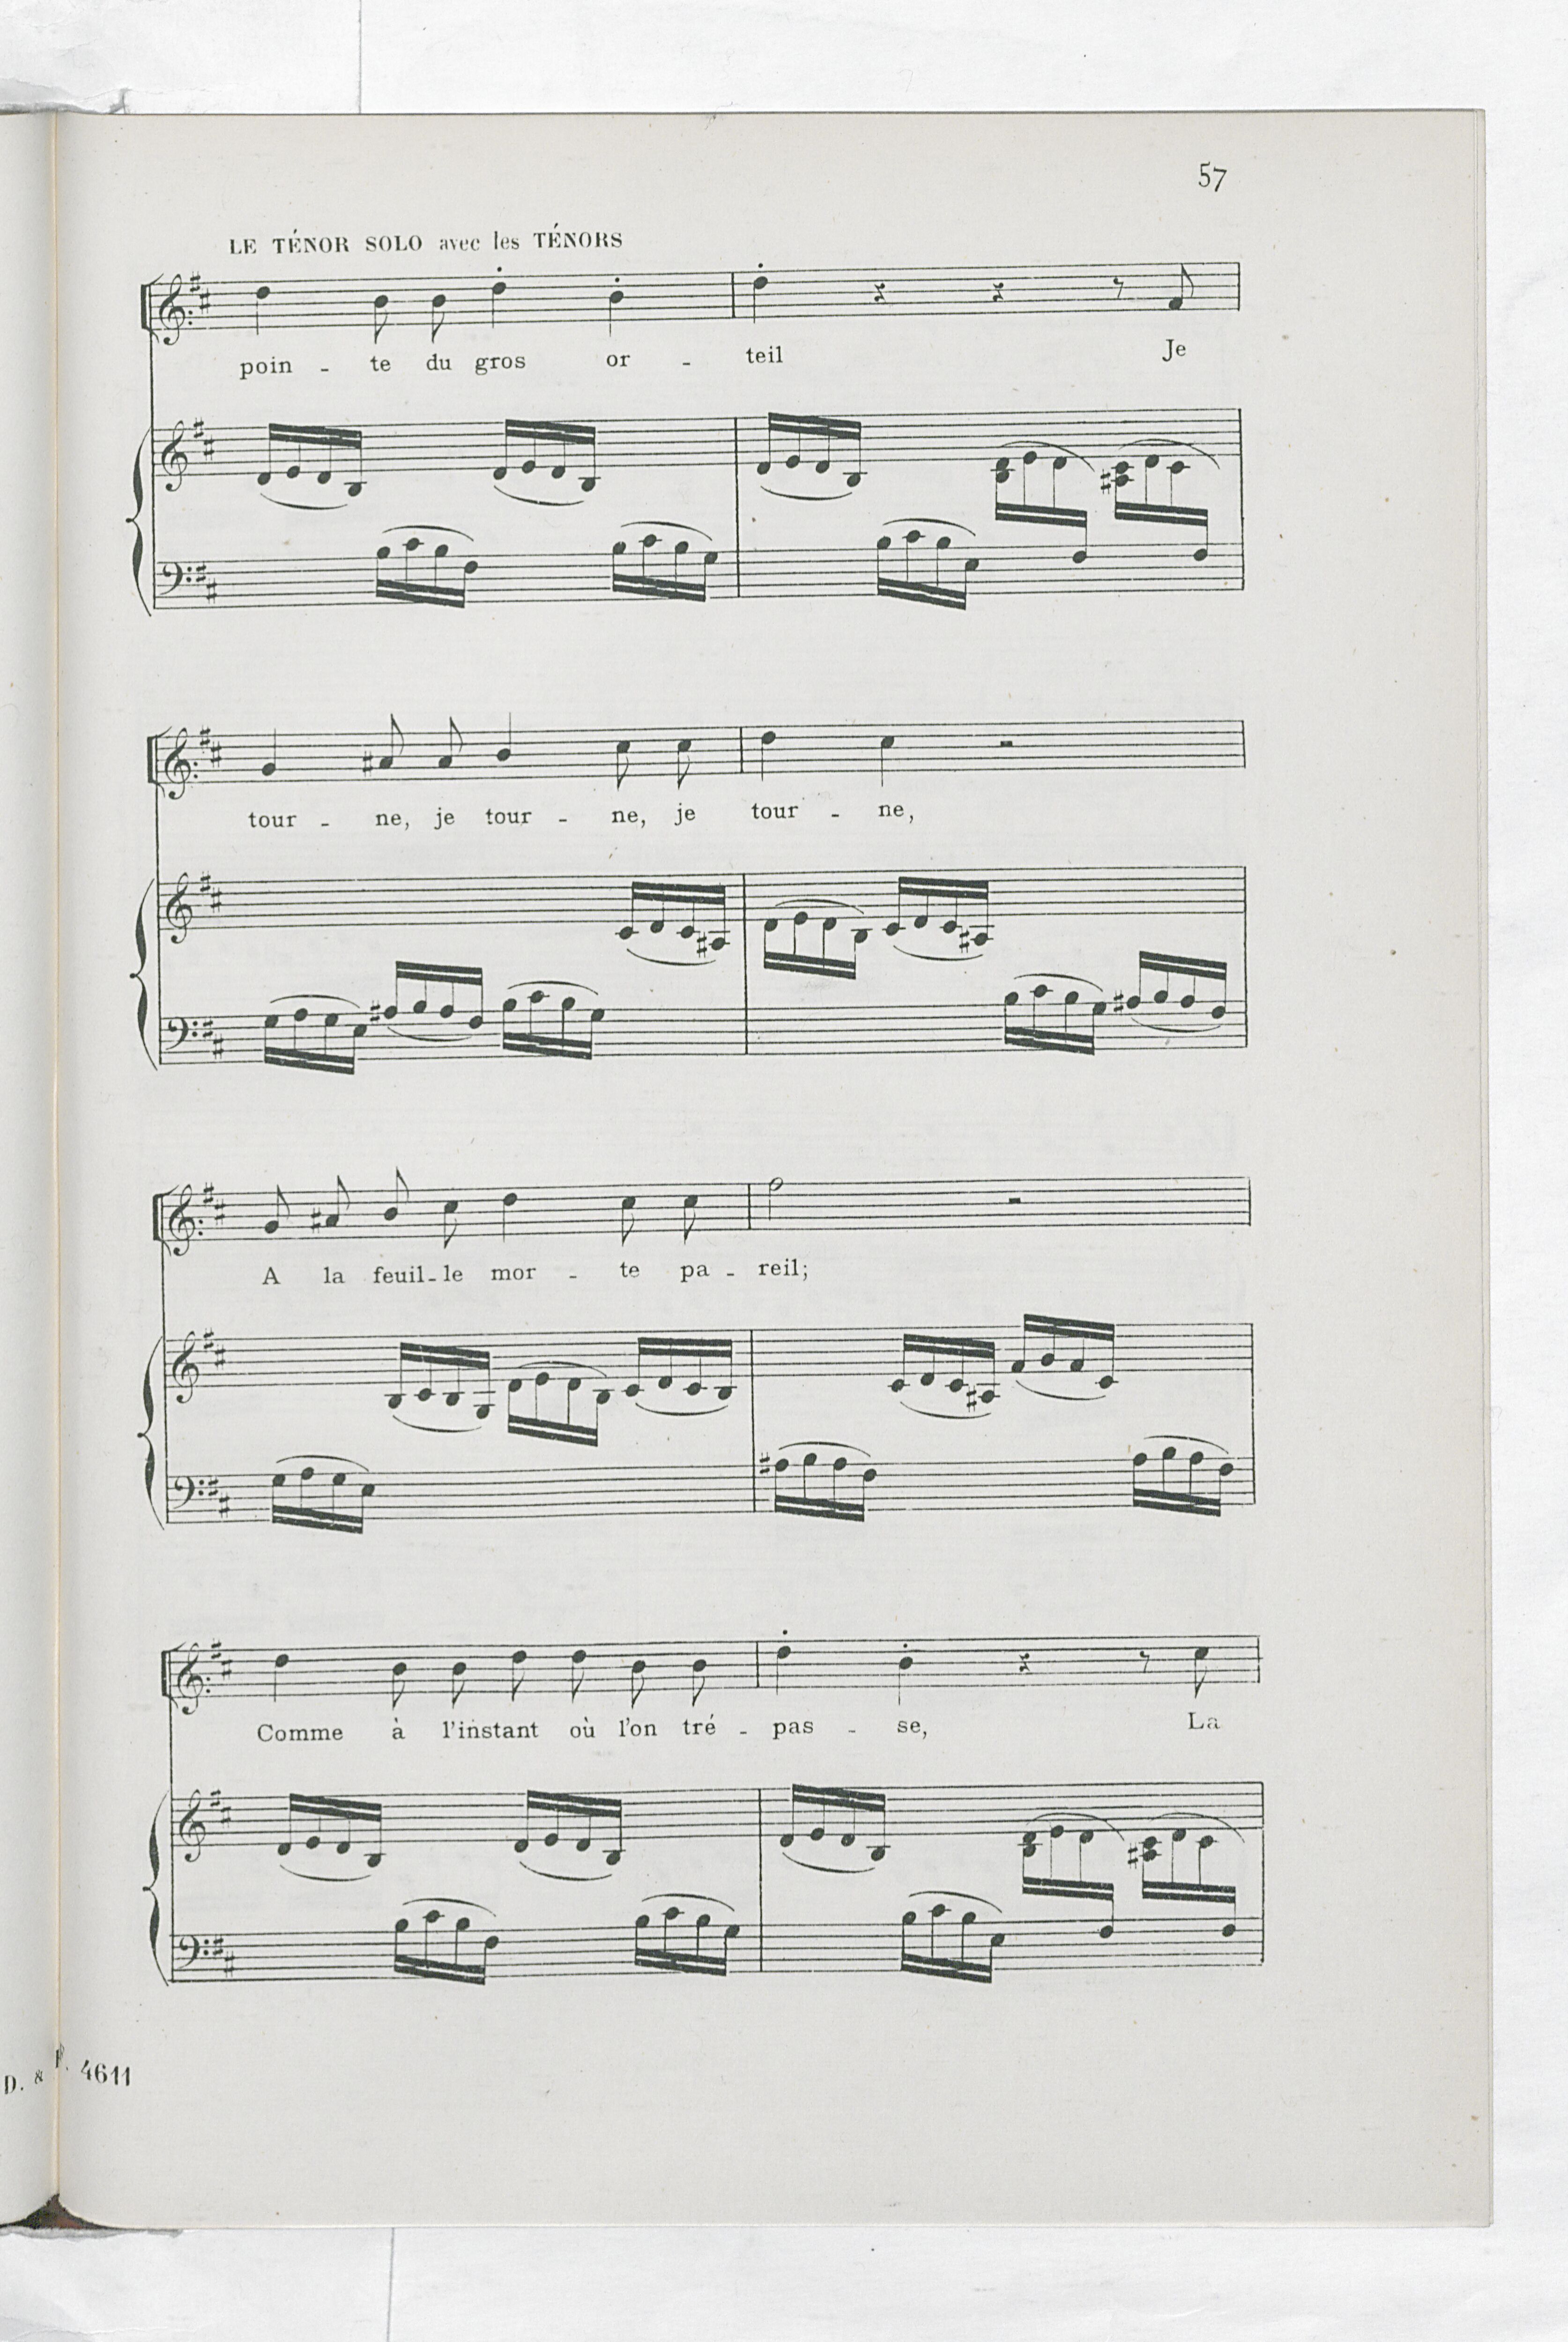 57
LE TÉNOR SOLO avec les TÉNORS
poin - te du gros or - teil Je
tour - ne, je tour - ne, je tour - ne,
A la feuil - le mor - te pa - reil;
Comme à l'instant où l'on tré - pas - se, La
D. & F. 4611